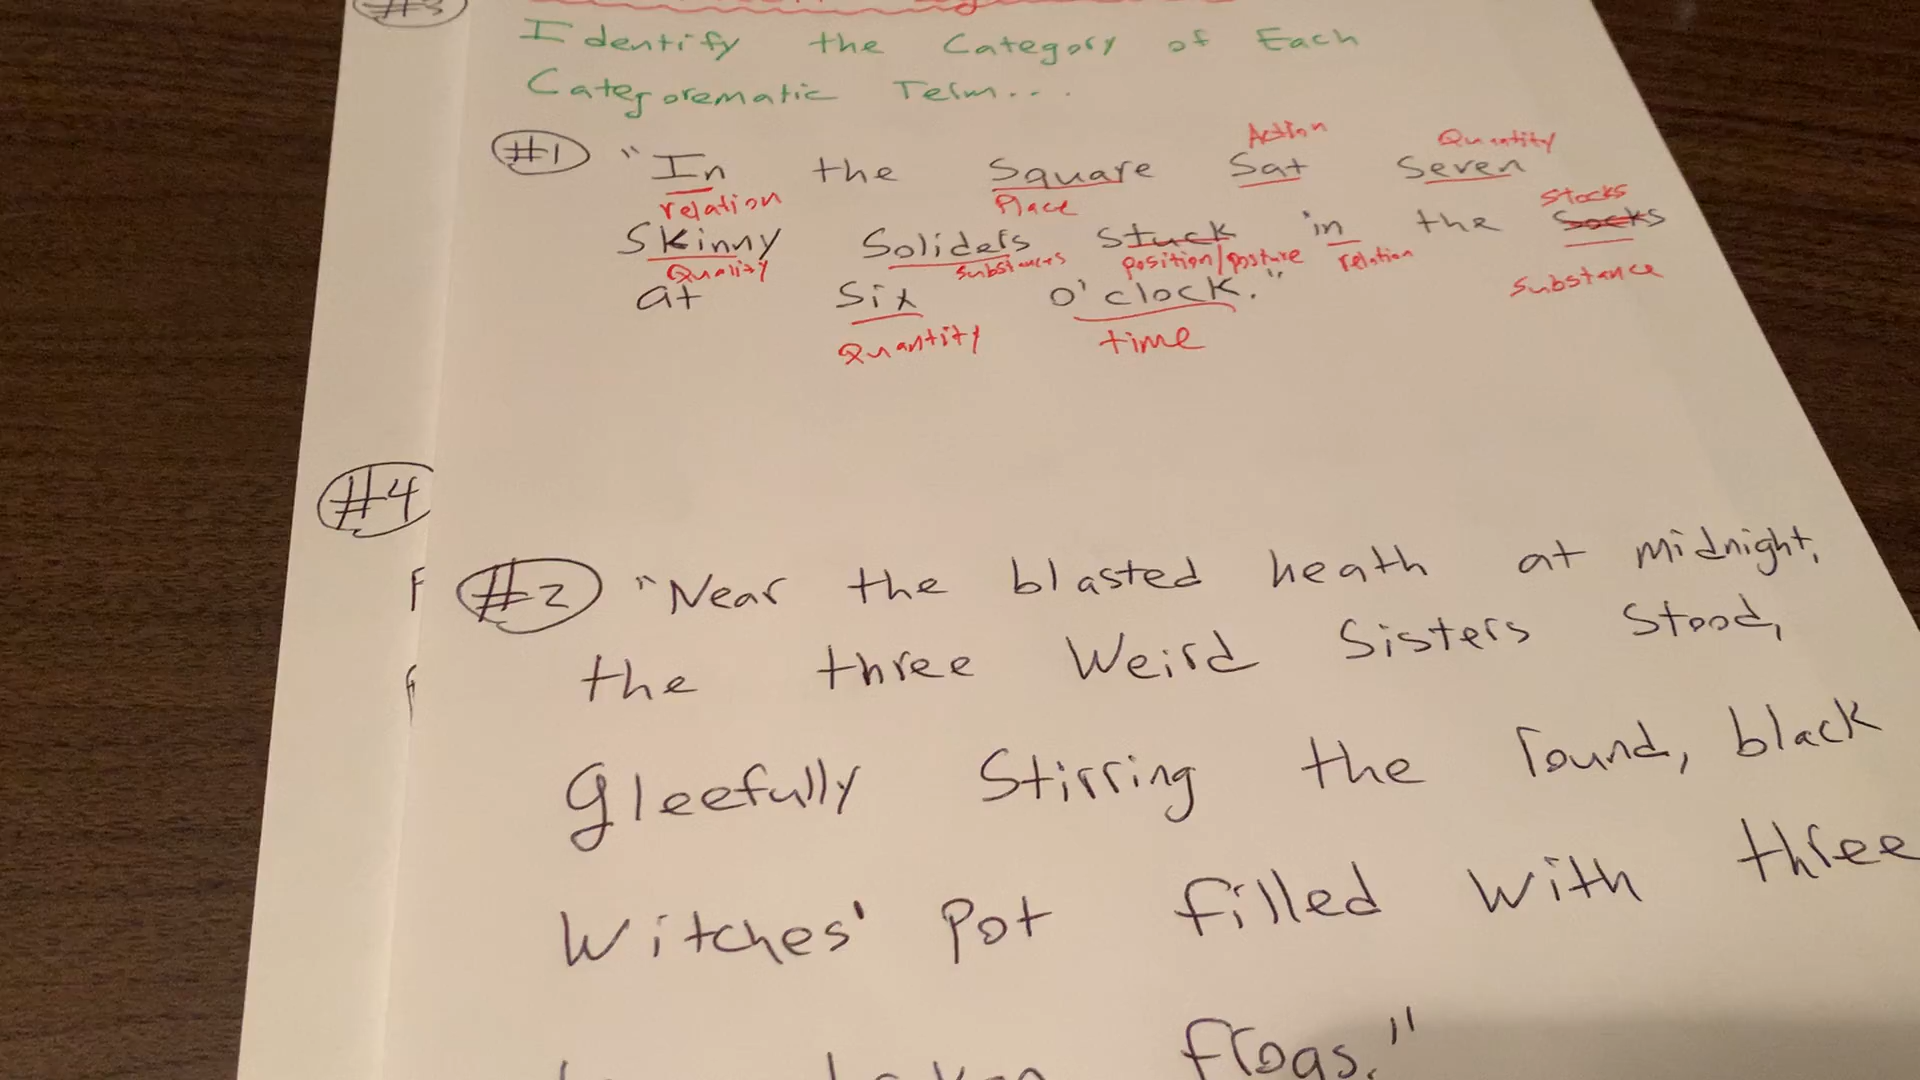 #3
Identify the Category of Each
Categorematic Term...
Action Quantity
#1 "In the Square Sat Seven
relation Place Stocks
Skinny Soliders Stuck in the Socks
Quality Substances position/posture relation Substance
at Six O'clock."
Quantity time
#4
#2 "Near the blasted heath at midnight,
the three Weird Sisters Stood,
gleefully Stirring the round, black
Witches' Pot filled with three
frogs."